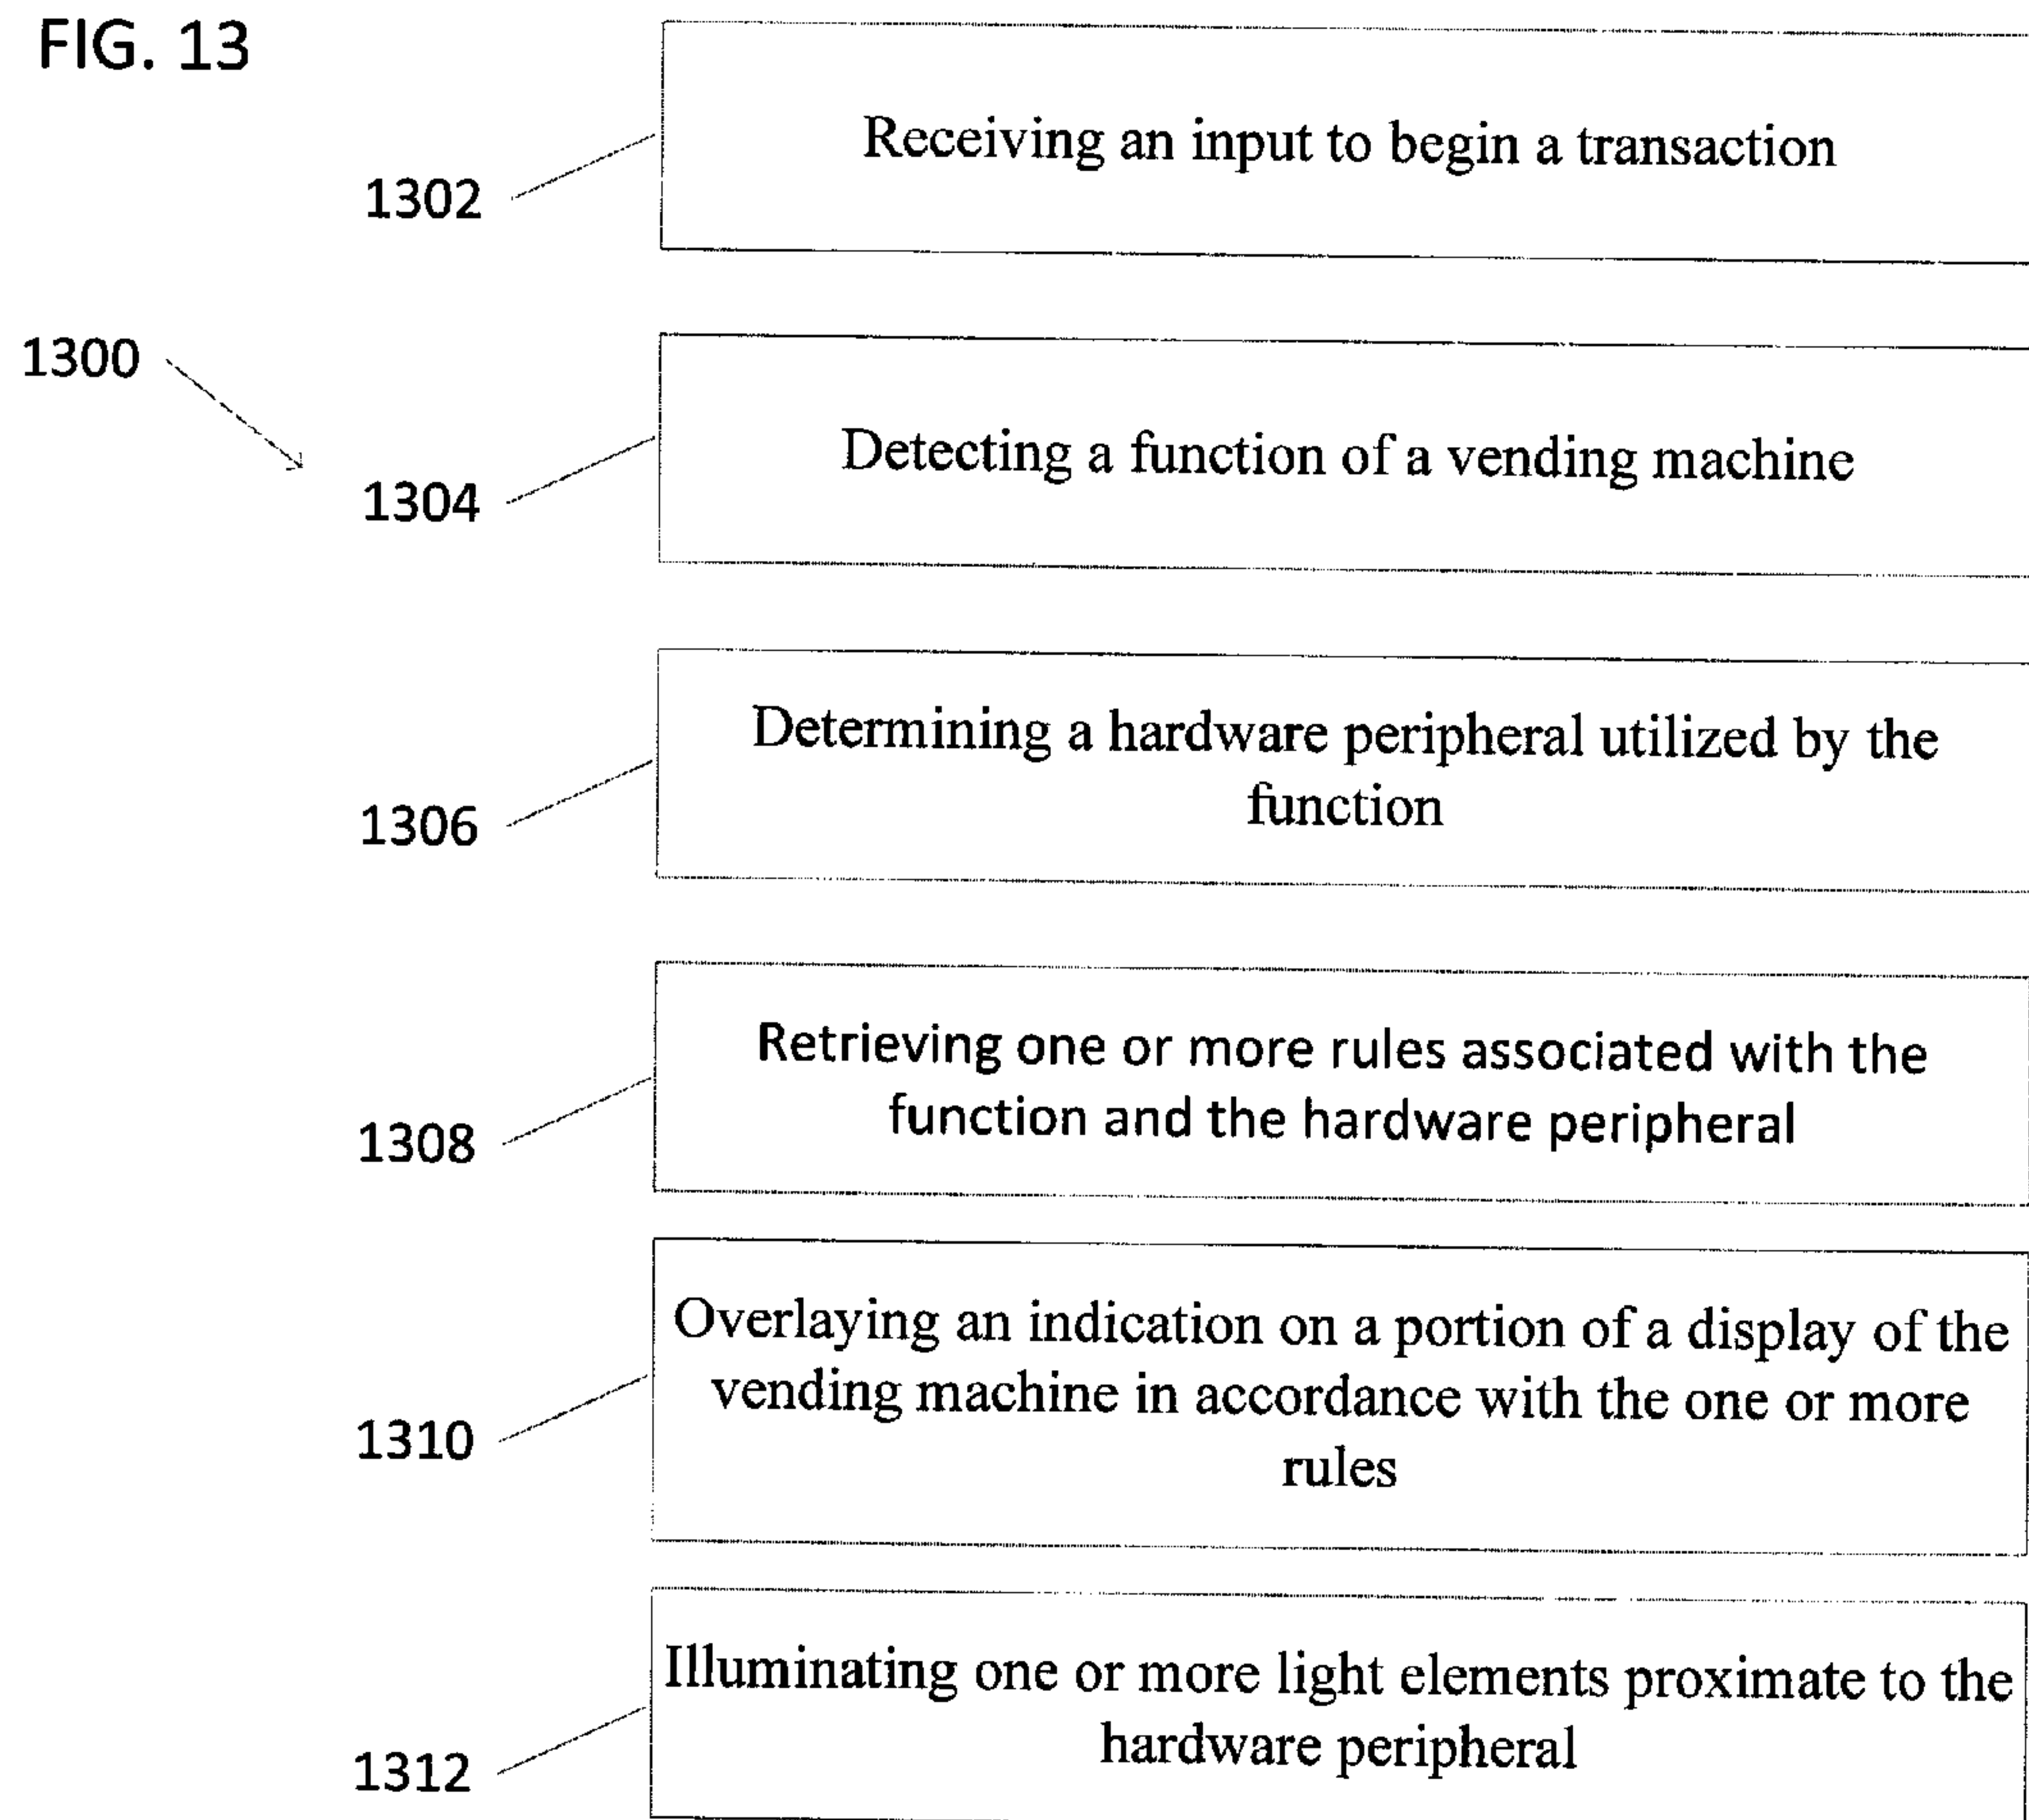 FIG. 13
Receiving an input to begin a transaction
1302
1300
Detecting a function of a vending machine
1304
Determining a hardware peripheral utilized by the
function
1306
Retrieving one or more rules associated with the
function and the hardware peripheral
1308
Overlaying an indication on a portion of a display of the
vending machine in accordance with the one or more
rules
1310
Illuminating one or more light elements proximate to the
hardware peripheral
1312